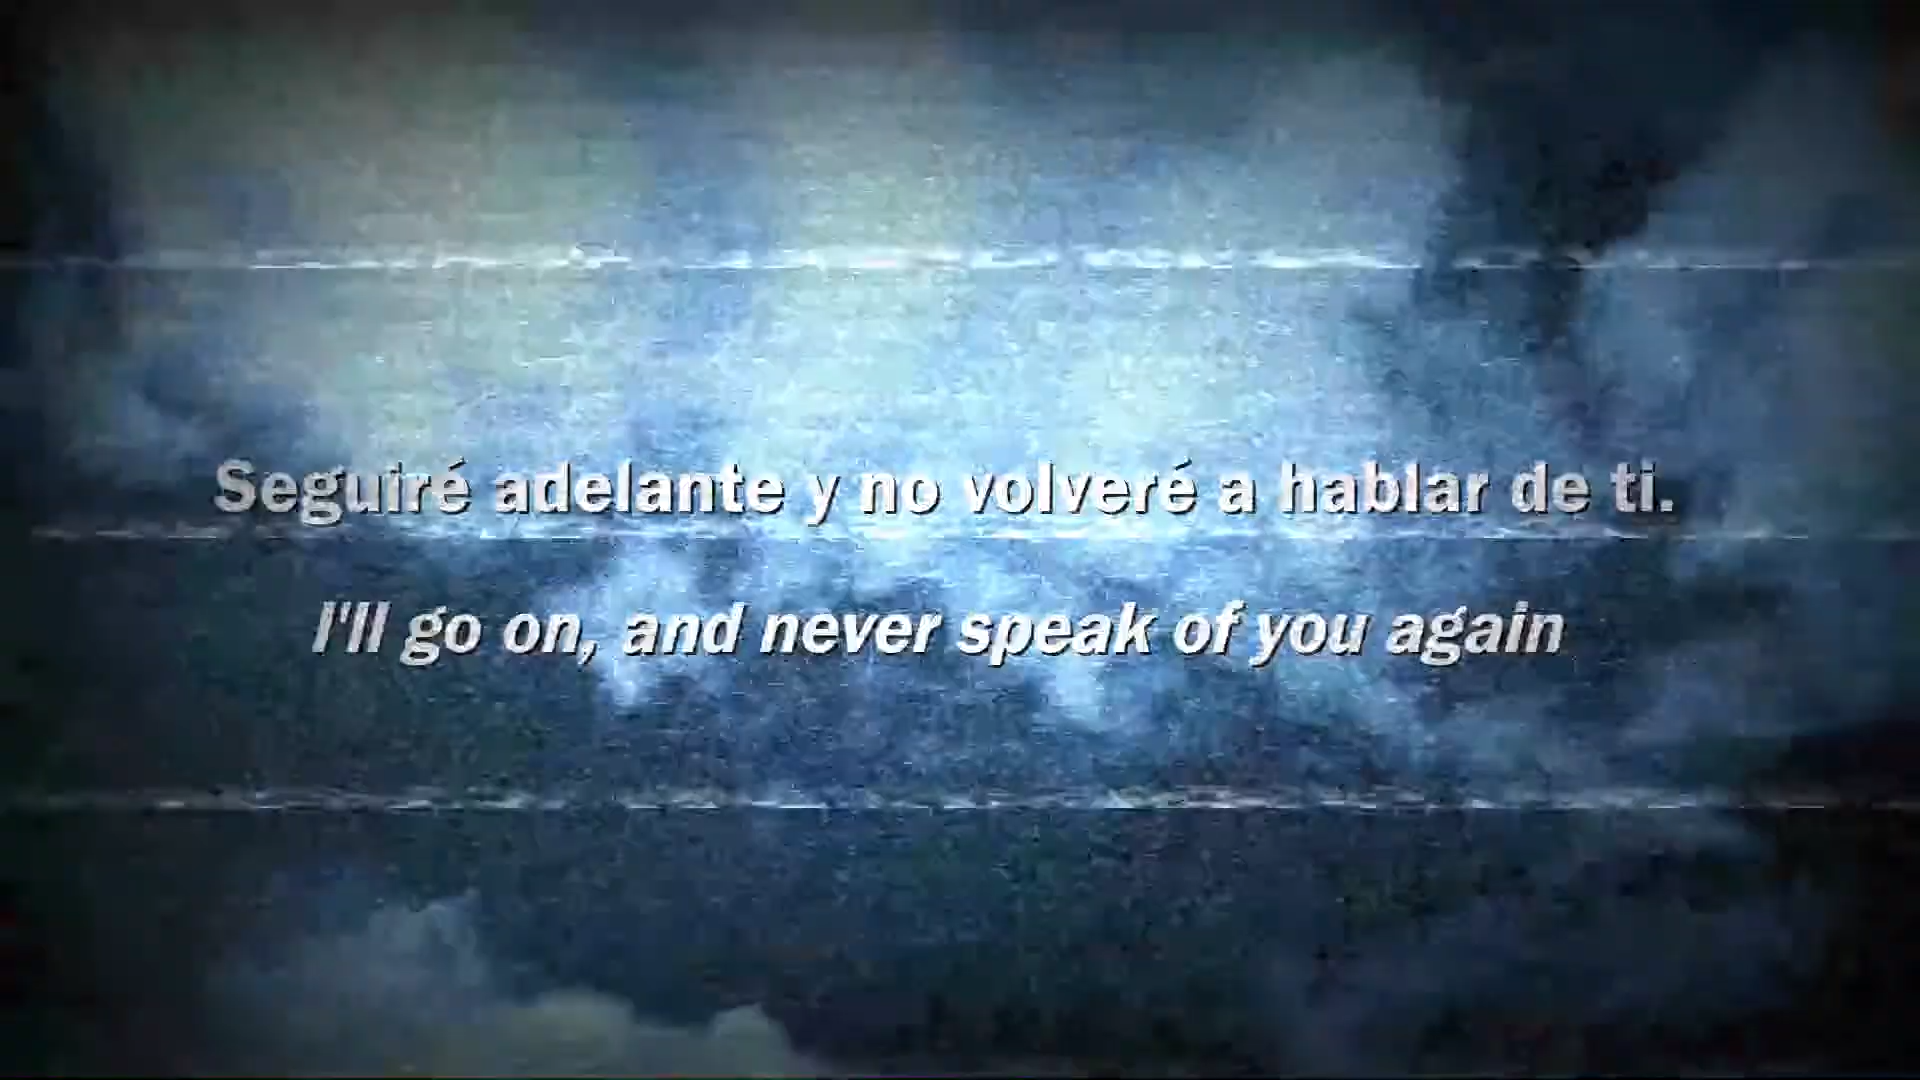 Seguiré adelante y no volveré a hablar de ti.
I'll go on, and never speak of you again